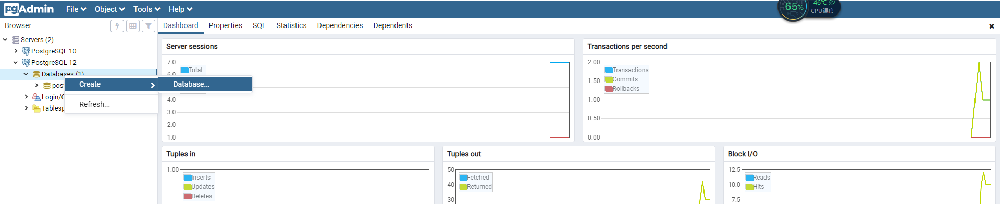 pgAdmin File Object Tools Help
65% 46℃
CPU温度
Browser Dashboard Properties SQL Statistics Dependencies Dependents
Servers (2)
PostgreSQL 10
PostgreSQL 12
Databases (1)
post
Login/G
Tablesp
Create
Database...
Refresh...
Server sessions
7.0
6.0
4.0
3.0
2.0
1.0
Total
Transactions per second
2.00
1.50
1.00
0.50
0.00
Transactions
Commits
Rollbacks
Tuples in
1.00
Inserts
Updates
Deletes
Tuples out
50
40
30
Fetched
Returned
Block I/O
12.5
10.0
7.5
Reads
Hits